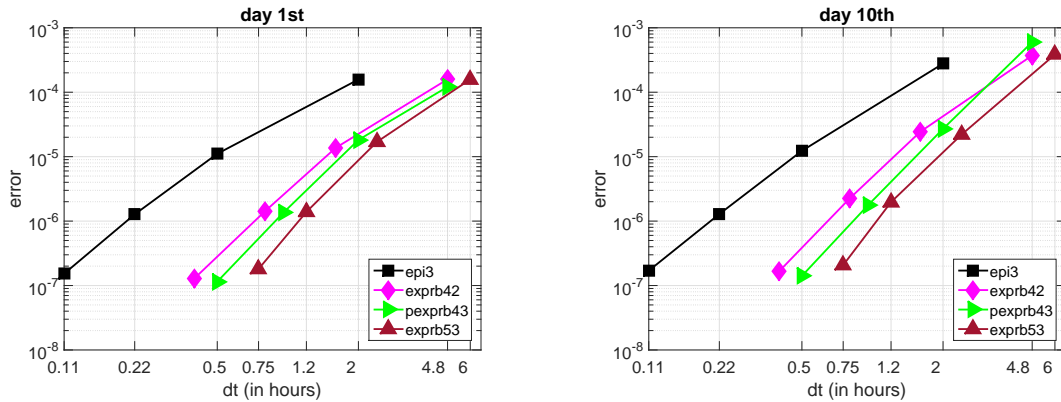 day 1st
error
10^-3
10^-4
10^-5
10^-6
10^-7
10^-8
0.11 0.22 0.5 0.75 1.2 2 4.8 6
dt (in hours)
epi3
exprb42
pexprb43
exprb53
day 10th
error
10^-3
10^-4
10^-5
10^-6
10^-7
10^-8
0.11 0.22 0.5 0.75 1.2 2 4.8 6
dt (in hours)
epi3
exprb42
pexprb43
exprb53